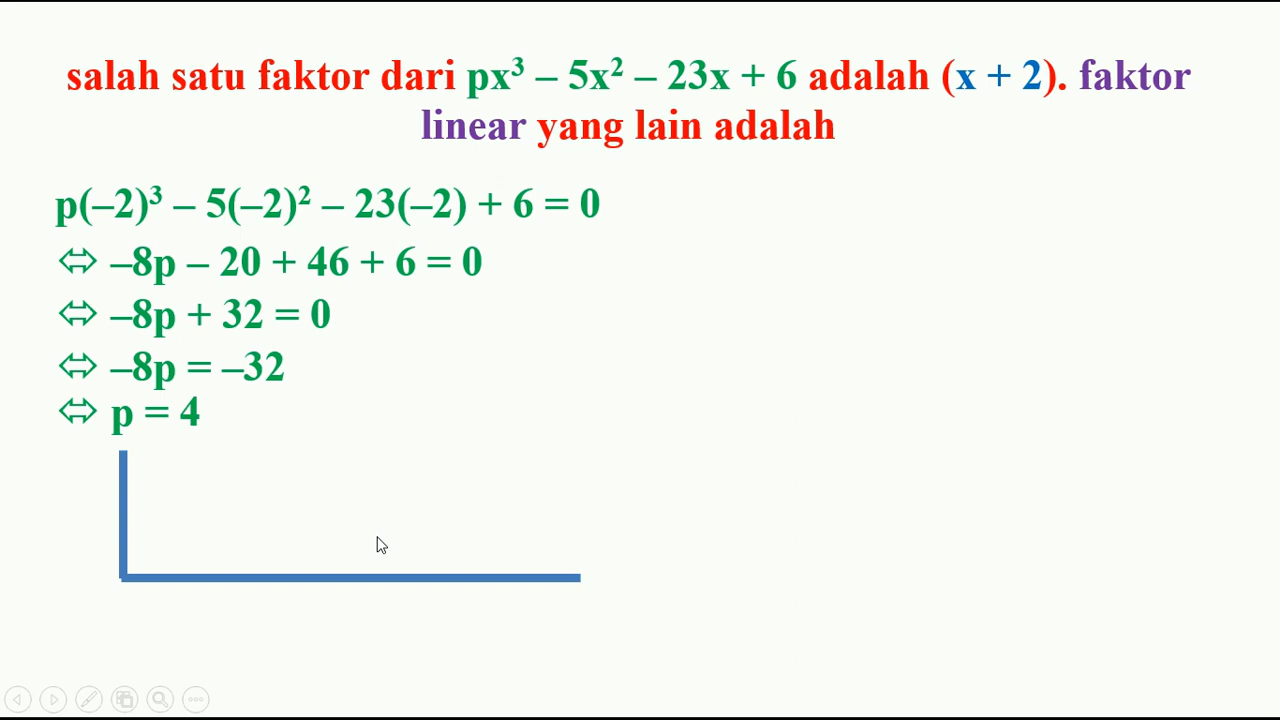 salah satu faktor dari px³ – 5x² – 23x + 6 adalah (x + 2). faktor
linear yang lain adalah
p(–2)³ – 5(–2)² – 23(–2) + 6 = 0
⇔ –8p – 20 + 46 + 6 = 0
⇔ –8p + 32 = 0
⇔ –8p = –32
⇔ p = 4